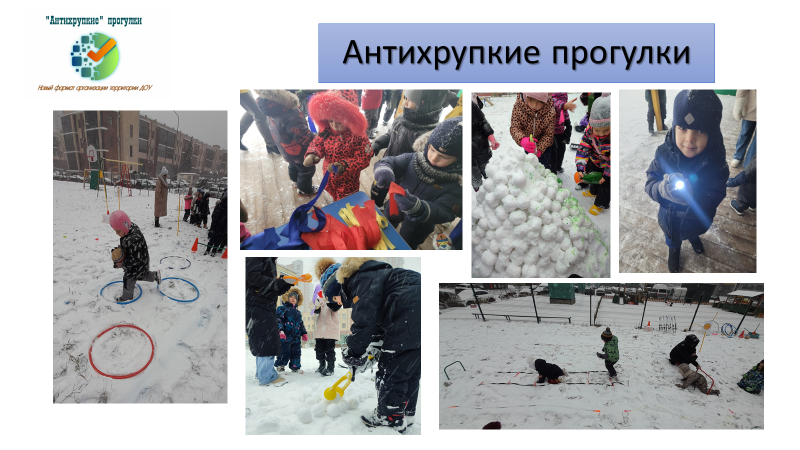 "Антихрупкие" прогулки
Новый формат организации территории ДОУ
Антихрупкие прогулки